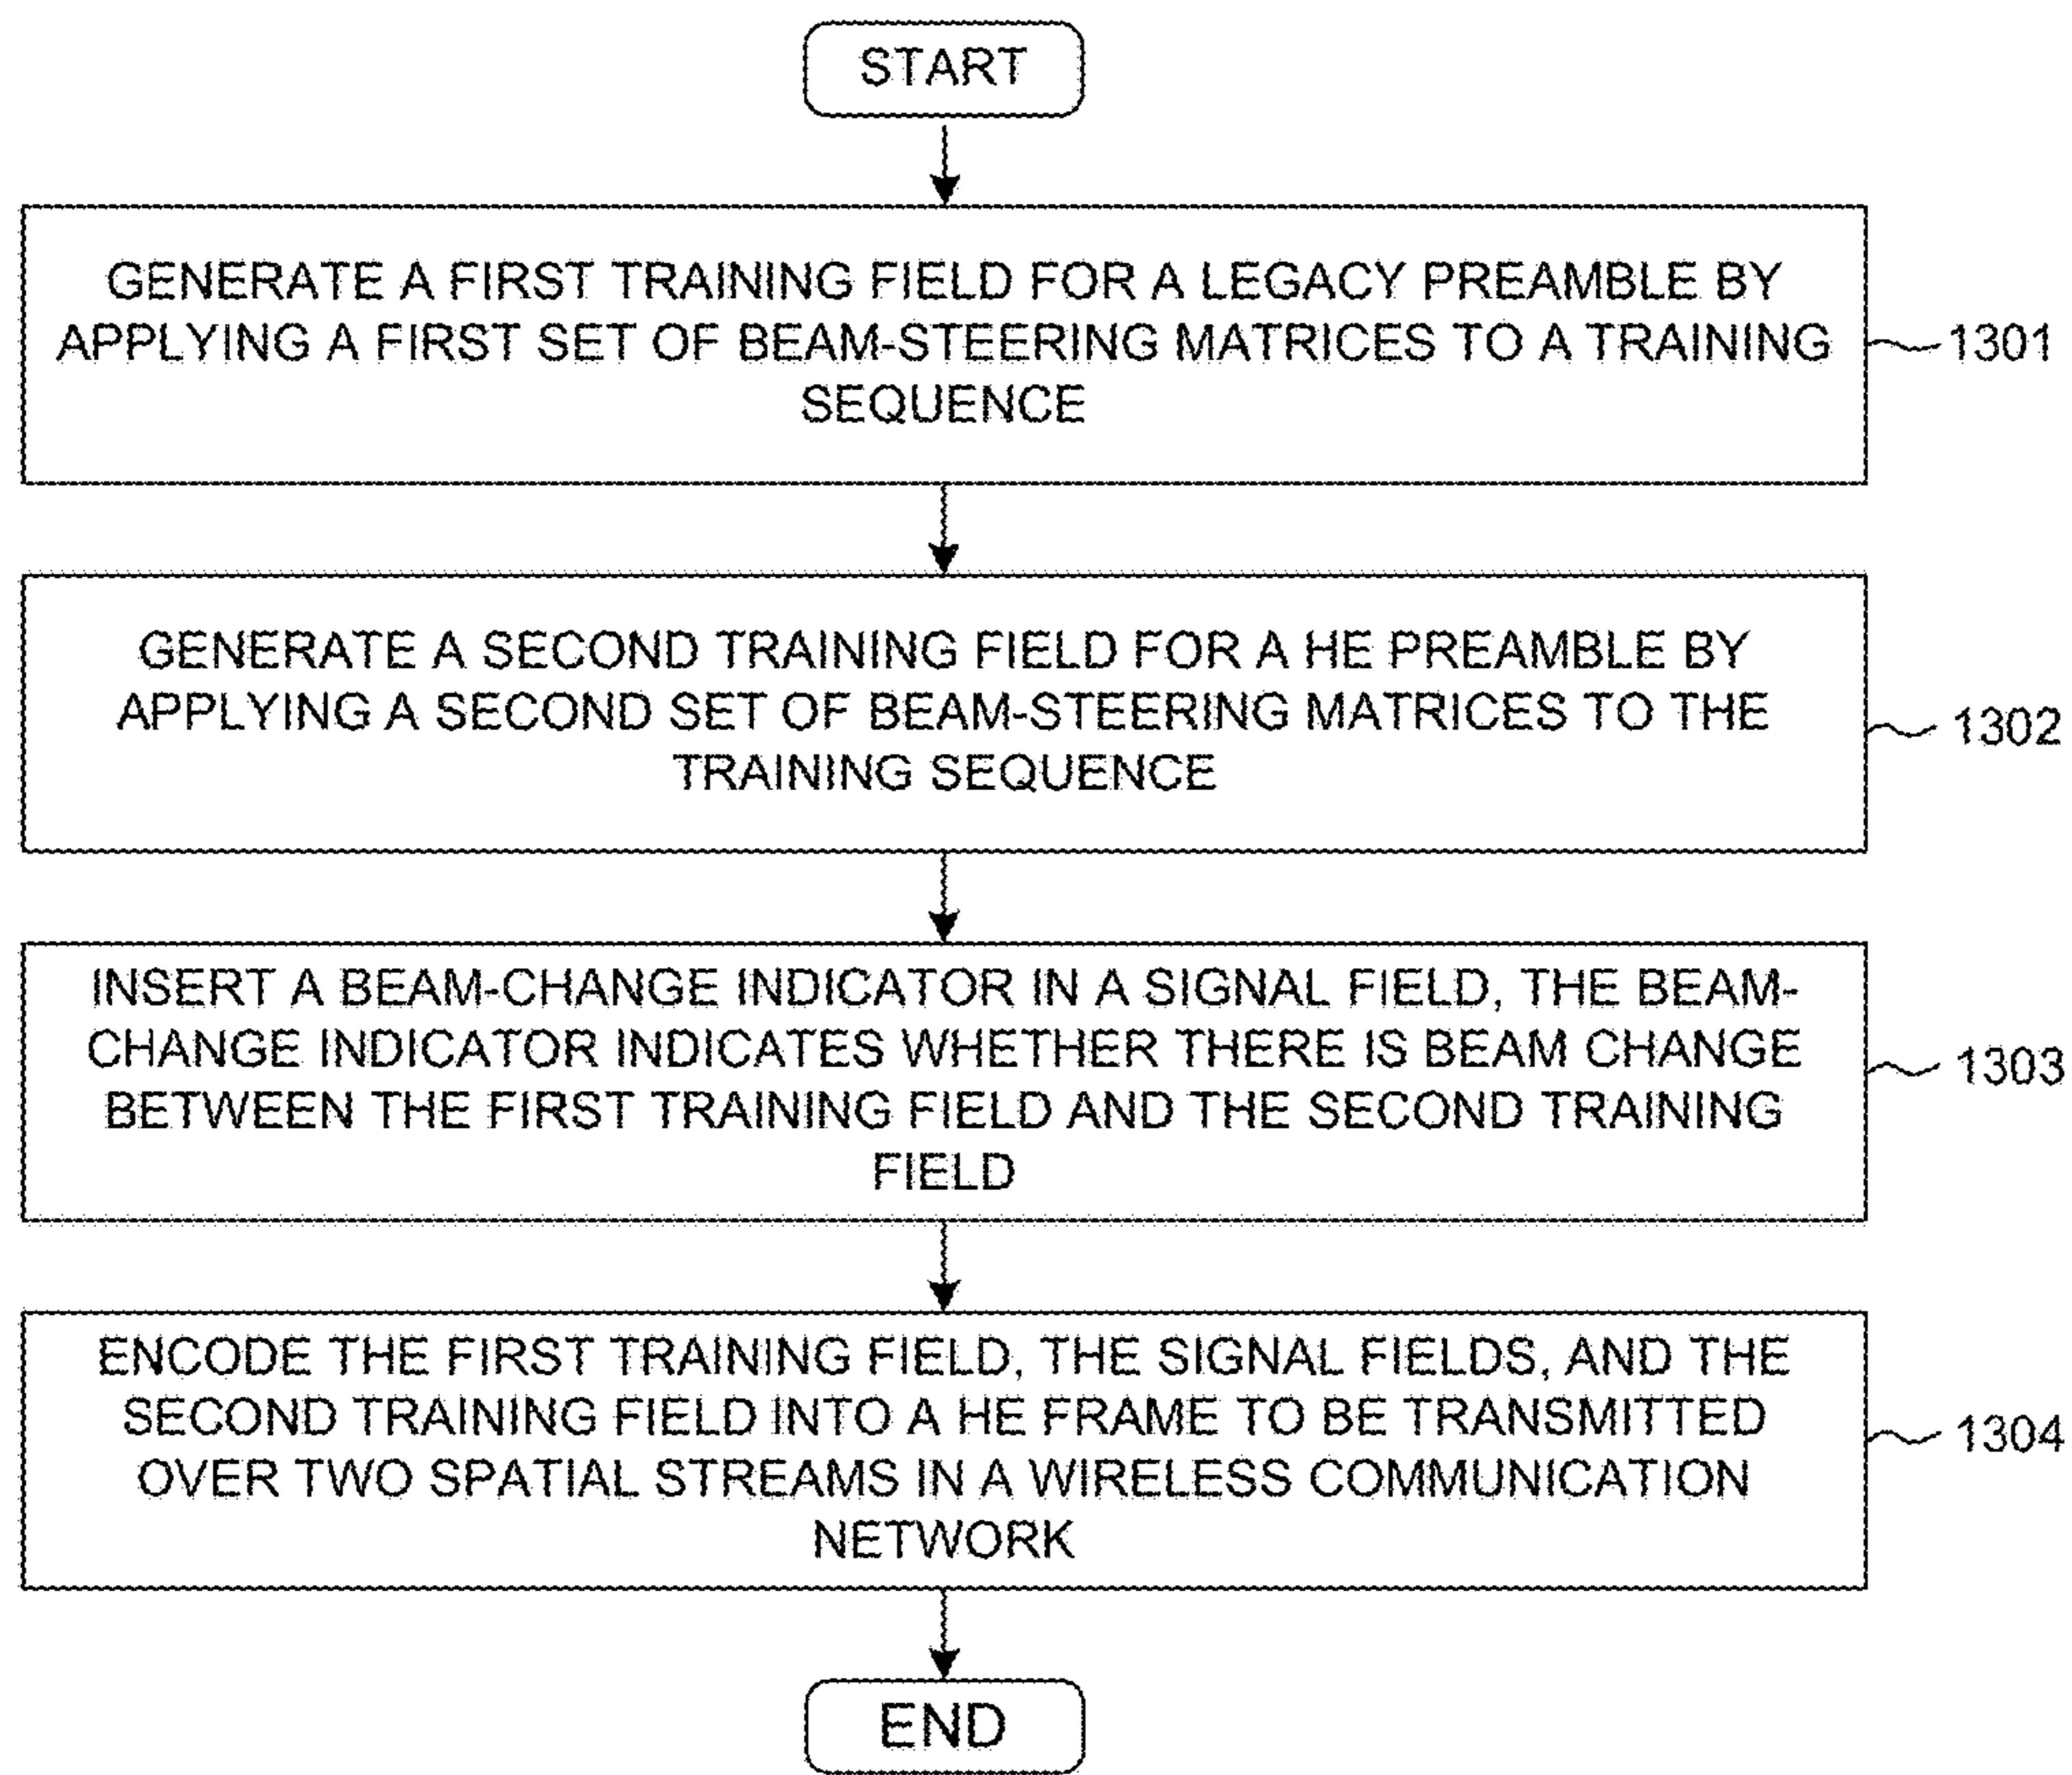 START
GENERATE A FIRST TRAINING FIELD FOR A LEGACY PREAMBLE BY
APPLYING A FIRST SET OF BEAM-STEERING MATRICES TO A TRAINING
SEQUENCE
1301
GENERATE A SECOND TRAINING FIELD FOR A HE PREAMBLE BY
APPLYING A SECOND SET OF BEAM-STEERING MATRICES TO THE
TRAINING SEQUENCE
1302
INSERT A BEAM-CHANGE INDICATOR IN A SIGNAL FIELD, THE BEAM-
CHANGE INDICATOR INDICATES WHETHER THERE IS BEAM CHANGE
BETWEEN THE FIRST TRAINING FIELD AND THE SECOND TRAINING
FIELD
1303
ENCODE THE FIRST TRAINING FIELD, THE SIGNAL FIELDS, AND THE
SECOND TRAINING FIELD INTO A HE FRAME TO BE TRANSMITTED
OVER TWO SPATIAL STREAMS IN A WIRELESS COMMUNICATION
NETWORK
1304
END